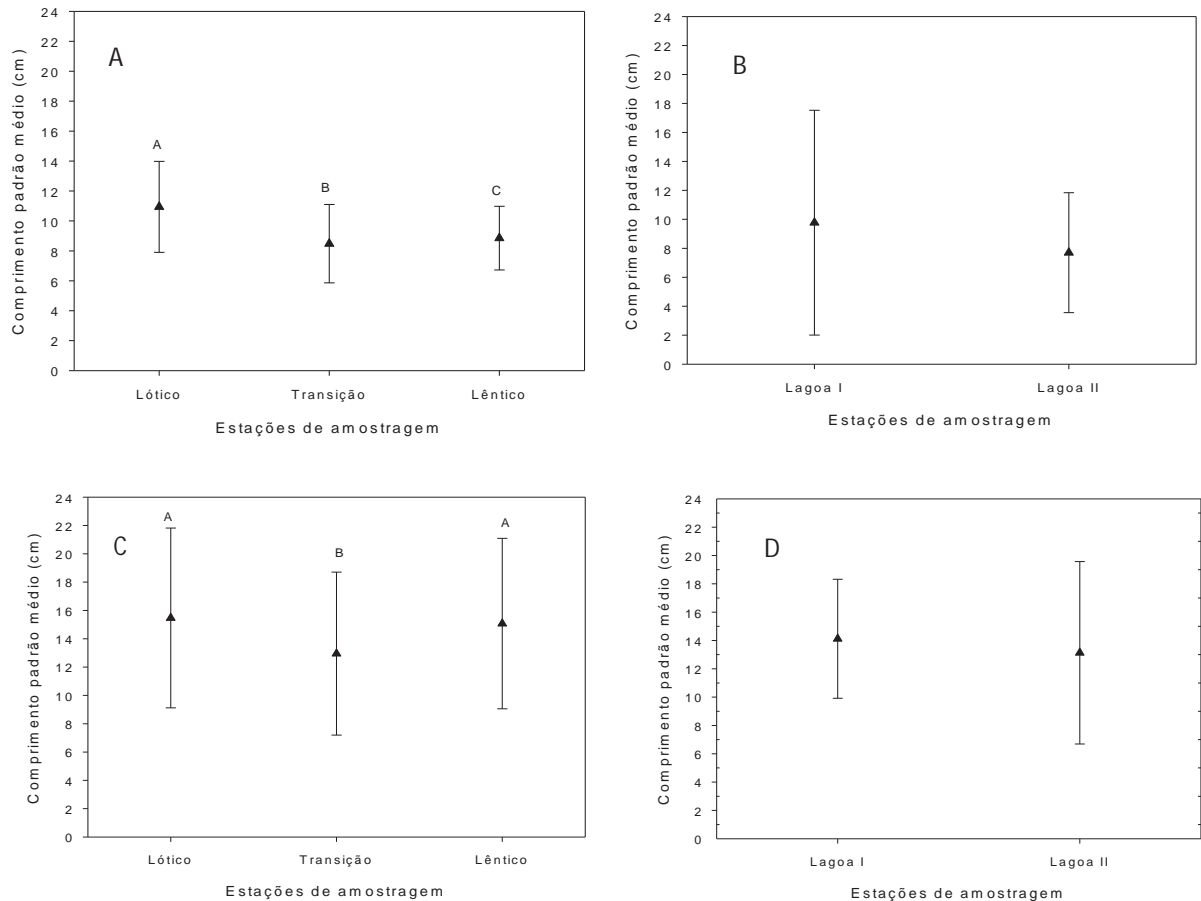 24
22
20
18
16
14
12
10
8
6
4
2
0
Comprimento padrão médio (cm)
A
A
B
C
Lótico
Transição
Lêntico
Estações de amostragem
24
22
20
18
16
14
12
10
8
6
4
2
0
Comprimento padrão médio (cm)
B
Lagoa I
Lagoa II
Estações de amostragem
24
22
20
18
16
14
12
10
8
6
4
2
0
Comprimento padrão médio (cm)
C
A
B
A
Lótico
Transição
Lêntico
Estações de amostragem
24
22
20
18
16
14
12
10
8
6
4
2
0
Comprimento padrão médio (cm)
D
Lagoa I
Lagoa II
Estações de amostragem